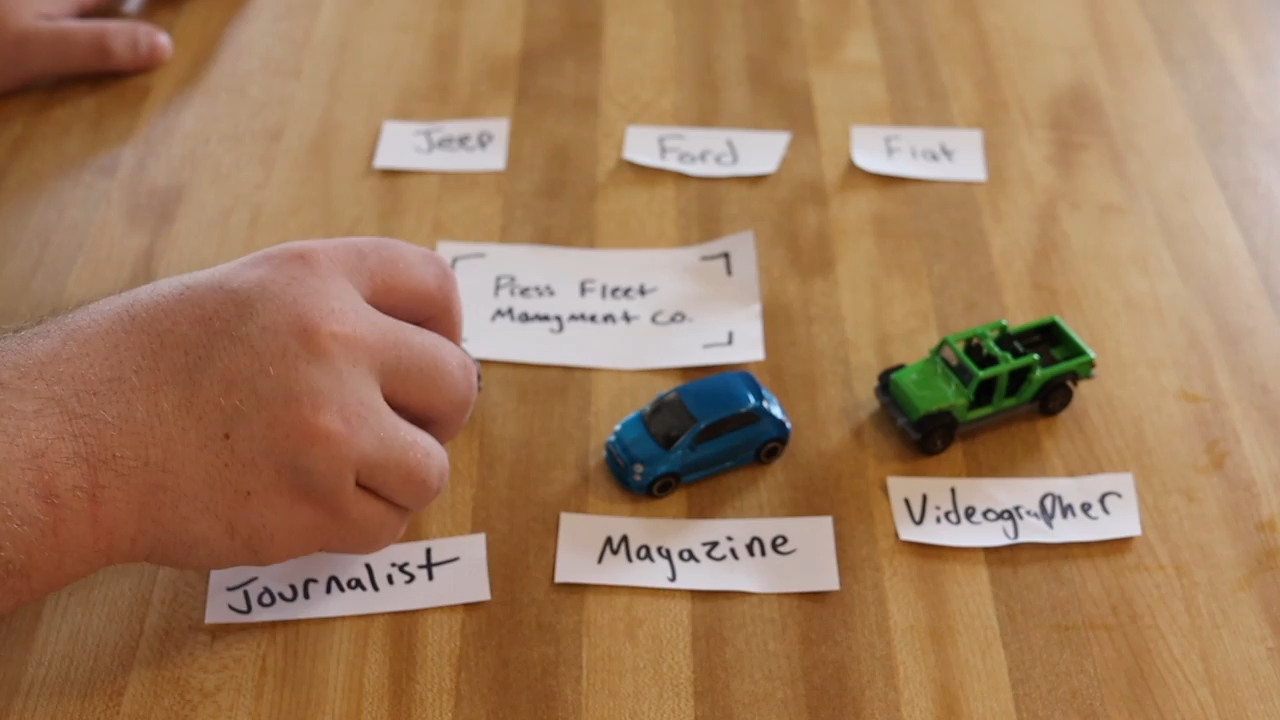 Jeep
Ford
Fiat
Press Fleet
Managment Co.
Journalist
Magazine
Videographer